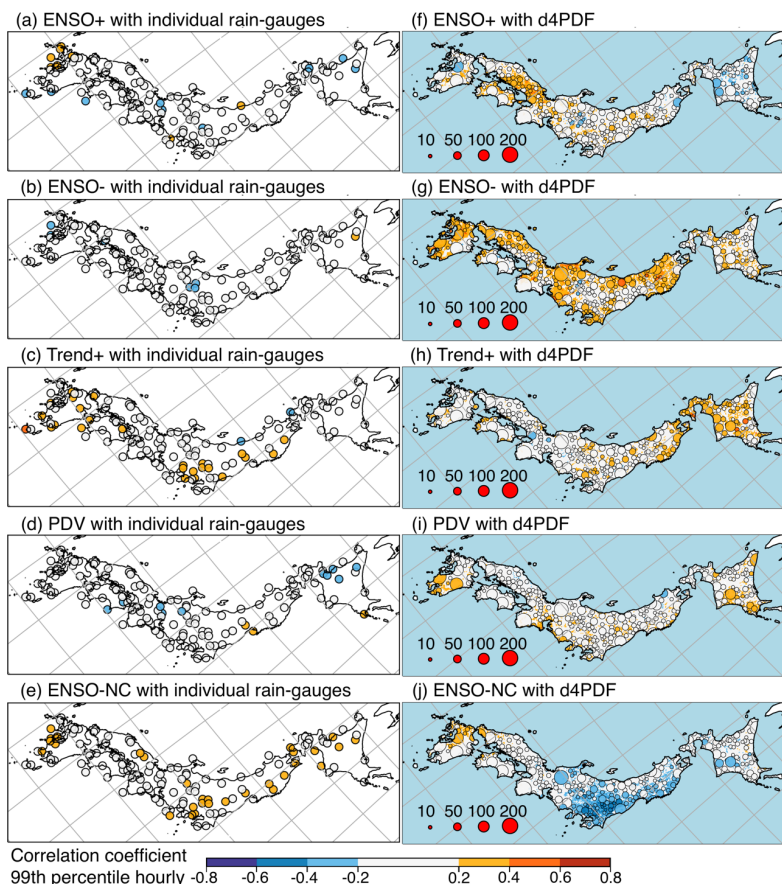 (a) ENSO+ with individual rain-gauges
(f) ENSO+ with d4PDF
10 50 100 200
(b) ENSO- with individual rain-gauges
(g) ENSO- with d4PDF
10 50 100 200
(c) Trend+ with individual rain-gauges
(h) Trend+ with d4PDF
10 50 100 200
(d) PDV with individual rain-gauges
(i) PDV with d4PDF
10 50 100 200
(e) ENSO-NC with individual rain-gauges
(j) ENSO-NC with d4PDF
10 50 100 200
Correlation coefficient
99th percentile hourly
-0.8 -0.6 -0.4 -0.2 0.2 0.4 0.6 0.8